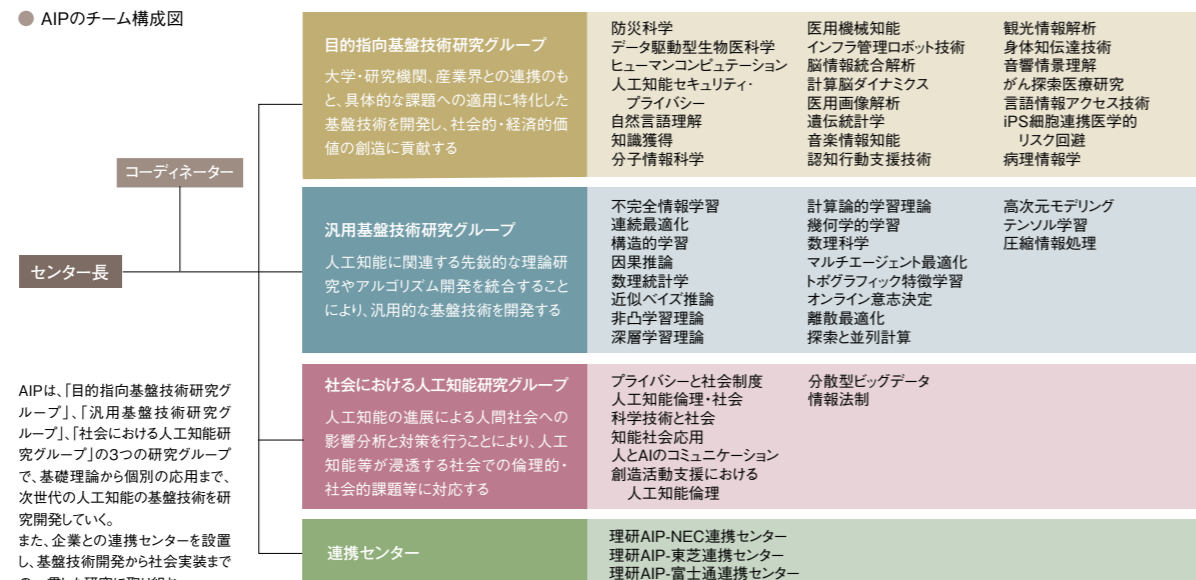 ● AIPのチーム構成図
コーディネーター
センター長
AIPは、「目的指向基盤技術研究グ
ループ」、「汎用基盤技術研究グ
ループ」、「社会における人工知能研
究グループ」の3つの研究グループ
で、基礎理論から個別の応用まで、
次世代の人工知能の基盤技術を研
究開発していく。
また、企業との連携センターを設置
し、基盤技術開発から社会実装まで
目的指向基盤技術研究グループ
大学・研究機関、産業界との連携のも
と、具体的な課題への適用に特化した
基盤技術を開発し、社会的・経済的価
値の創造に貢献する
防災科学
データ駆動型生物医科学
ヒューマンコンピュテーション
人工知能セキュリティ・
プライバシー
自然言語理解
知識獲得
分子情報科学
医用機械知能
インフラ管理ロボット技術
脳情報統合解析
計算脳ダイナミクス
医用画像解析
遺伝統計学
音楽情報知能
認知行動支援技術
観光情報解析
身体知伝達技術
音響情景理解
がん探索医療研究
言語情報アクセス技術
iPS細胞連携医学的
リスク回避
病理情報学
汎用基盤技術研究グループ
人工知能に関連する先鋭的な理論研
究やアルゴリズム開発を統合すること
により、汎用的な基盤技術を開発する
不完全情報学習
連続最適化
構造的学習
因果推論
数理統計学
近似ベイズ推論
非凸学習理論
深層学習理論
計算論的学習理論
幾何学的学習
数理科学
マルチエージェント最適化
トポグラフィック特徴学習
オンライン意志決定
離散最適化
探索と並列計算
高次元モデリング
テンソル学習
圧縮情報処理
社会における人工知能研究グループ
人工知能の進展による人間社会への
影響分析と対策を行うことにより、人工
知能等が浸透する社会での倫理的・
社会的課題等に対応する
プライバシーと社会制度
人工知能倫理・社会
科学技術と社会
知能社会応用
人とAIのコミュニケーション
創造活動支援における
人工知能倫理
分散型ビッグデータ
情報法制
連携センター
理研AIP-NEC連携センター
理研AIP-東芝連携センター
理研AIP-富士通連携センター